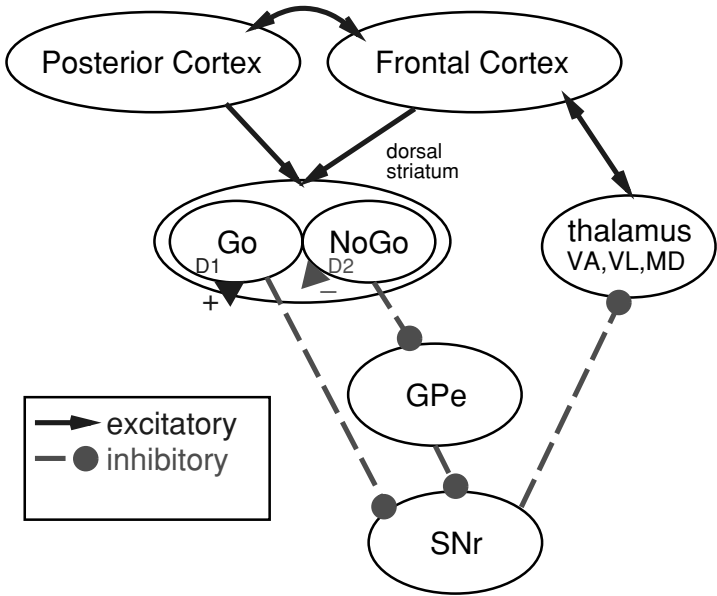 Posterior Cortex
Frontal Cortex
dorsal
striatum
Go
NoGo
D1
D2
+
–
thalamus
VA,VL,MD
GPe
excitatory
inhibitory
SNr